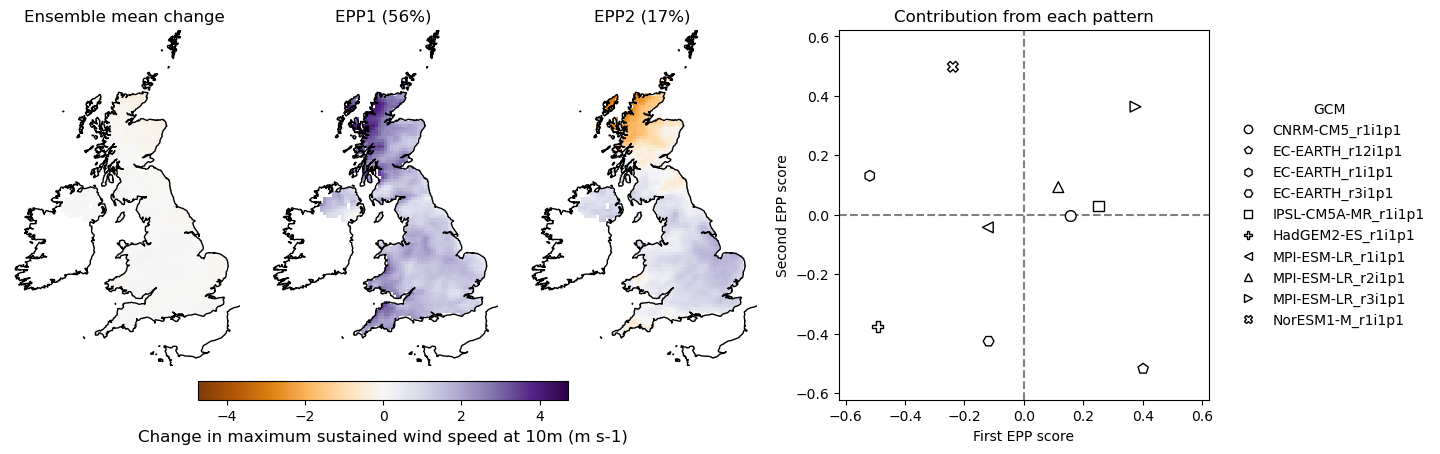 Ensemble mean change
EPP1 (56%)
EPP2 (17%)
−4
−2
0
2
4
Change in maximum sustained wind speed at 10m (m s-1)
Contribution from each pattern
Second EPP score
0.6
0.4
0.2
0.0
−0.2
−0.4
−0.6
−0.6
−0.4
−0.2
0.0
0.2
0.4
0.6
First EPP score
GCM
CNRM-CM5_r1i1p1
EC-EARTH_r12i1p1
EC-EARTH_r1i1p1
EC-EARTH_r3i1p1
IPSL-CM5A-MR_r1i1p1
HadGEM2-ES_r1i1p1
MPI-ESM-LR_r1i1p1
MPI-ESM-LR_r2i1p1
MPI-ESM-LR_r3i1p1
NorESM1-M_r1i1p1